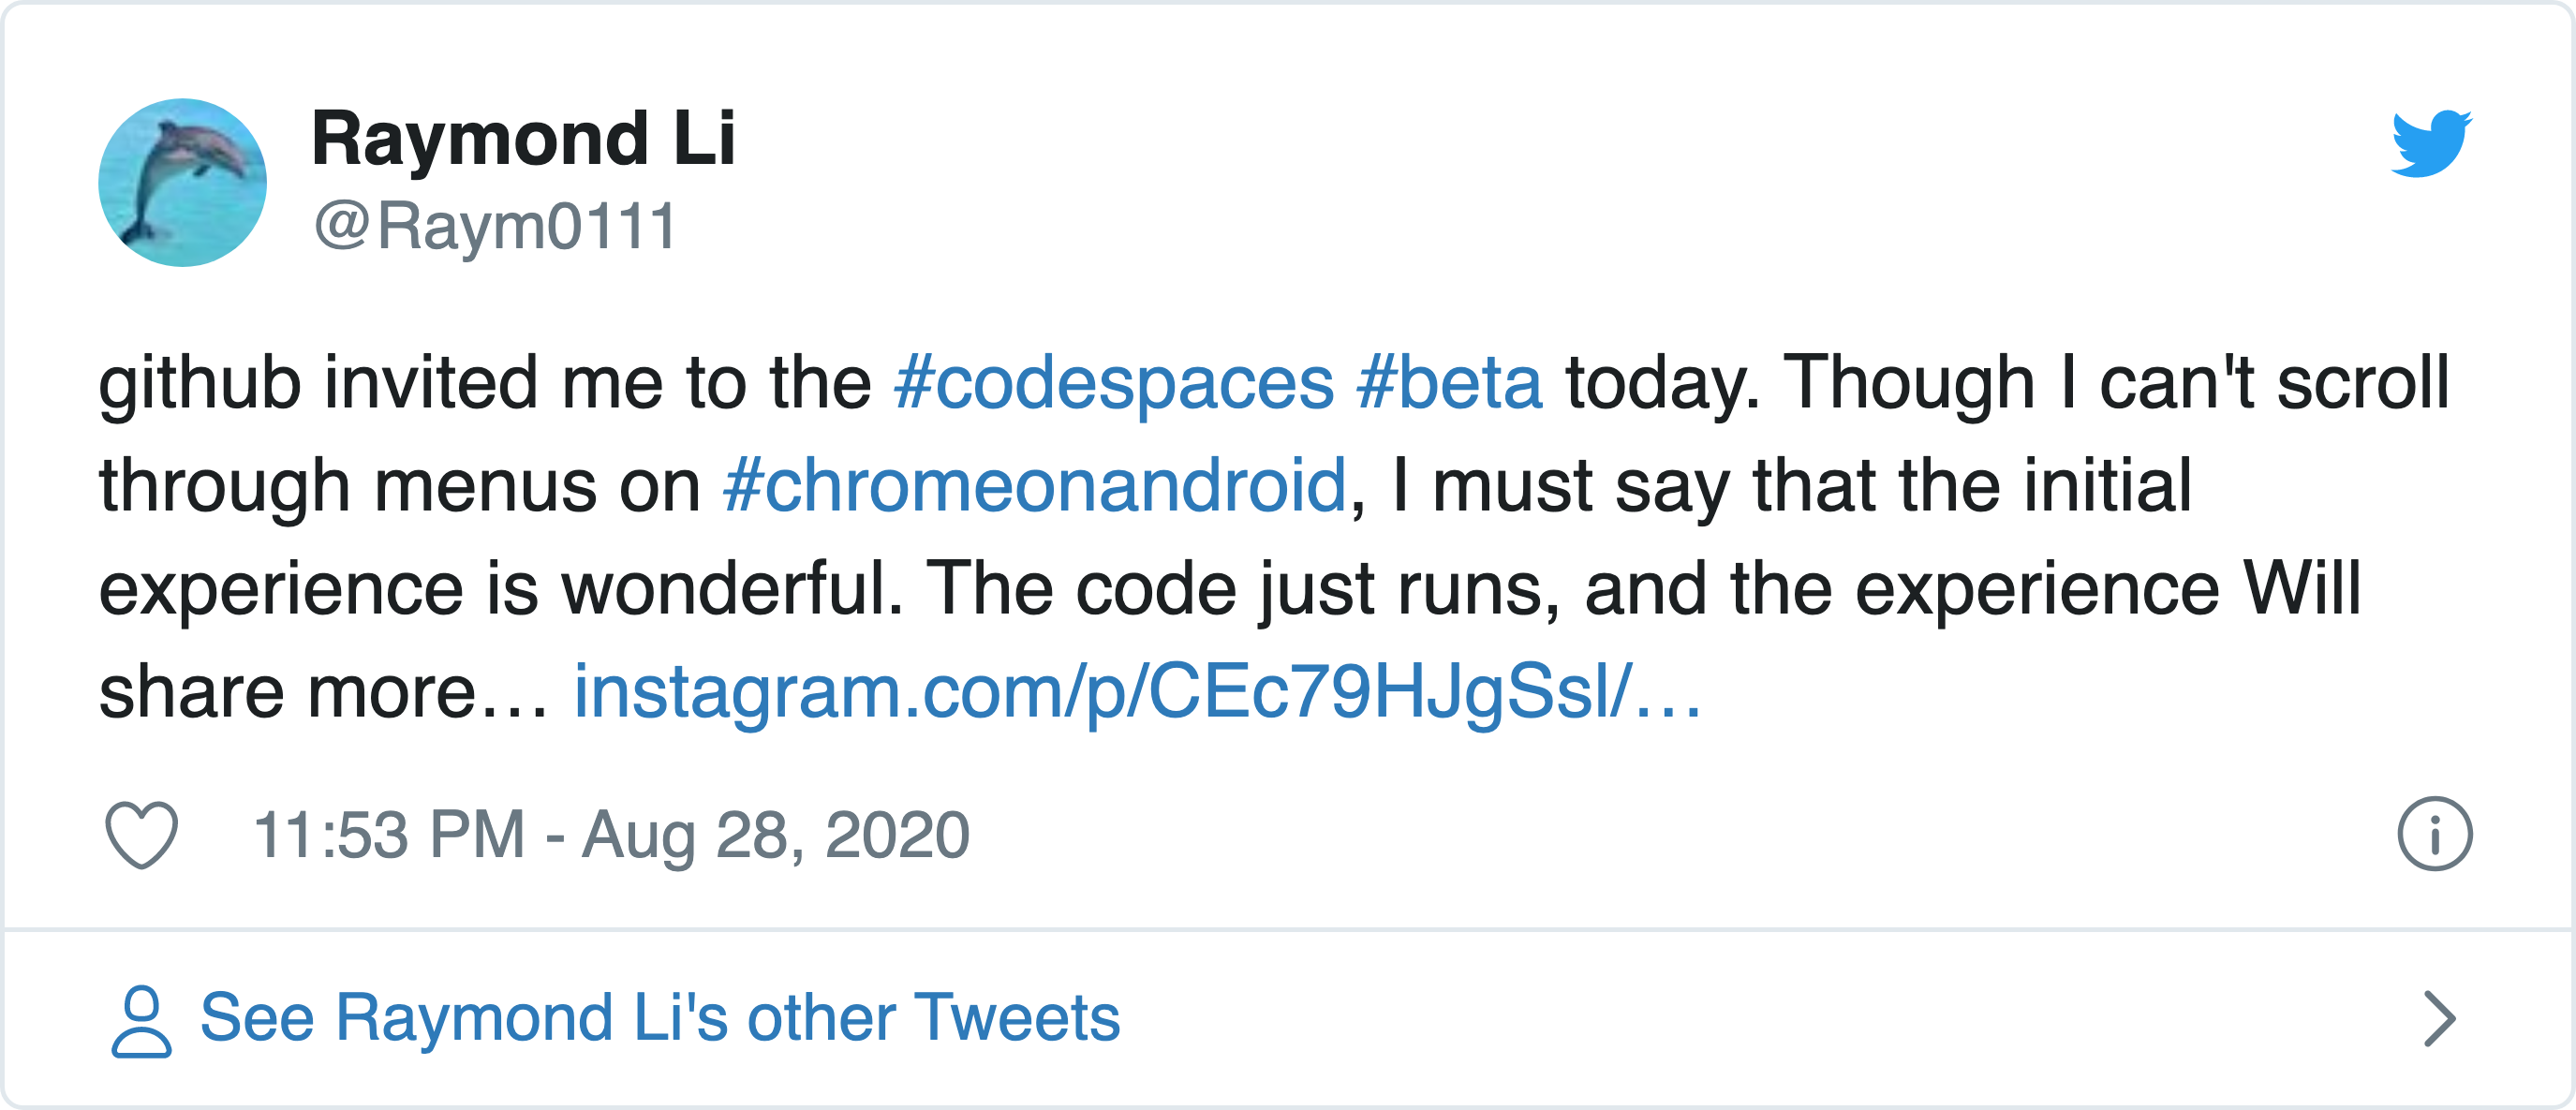 Raymond Li
@Raym0111
github invited me to the #codespaces #beta today. Though I can't scroll
through menus on #chromeonandroid, I must say that the initial
experience is wonderful. The code just runs, and the experience Will
share more… instagram.com/p/CEc79HJgSsl/…
11:53 PM - Aug 28, 2020
See Raymond Li's other Tweets